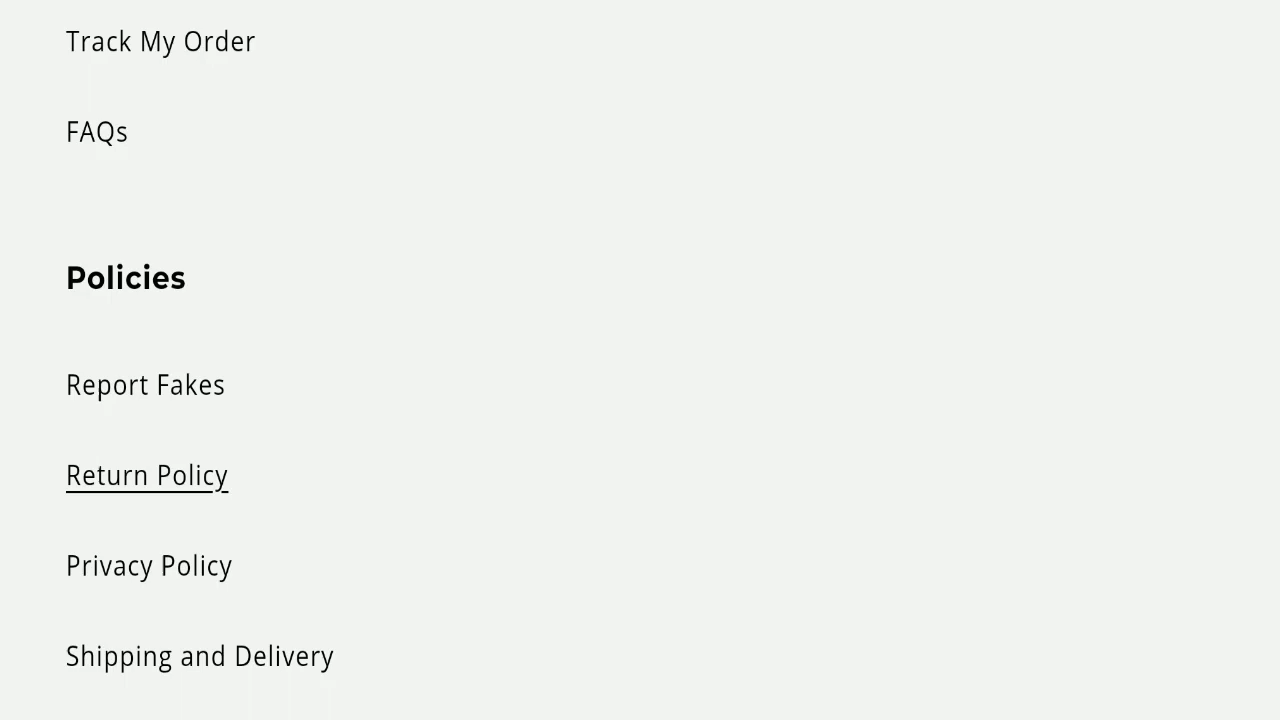 Track My Order
FAQs
Policies
Report Fakes
Return Policy
Privacy Policy
Shipping and Delivery